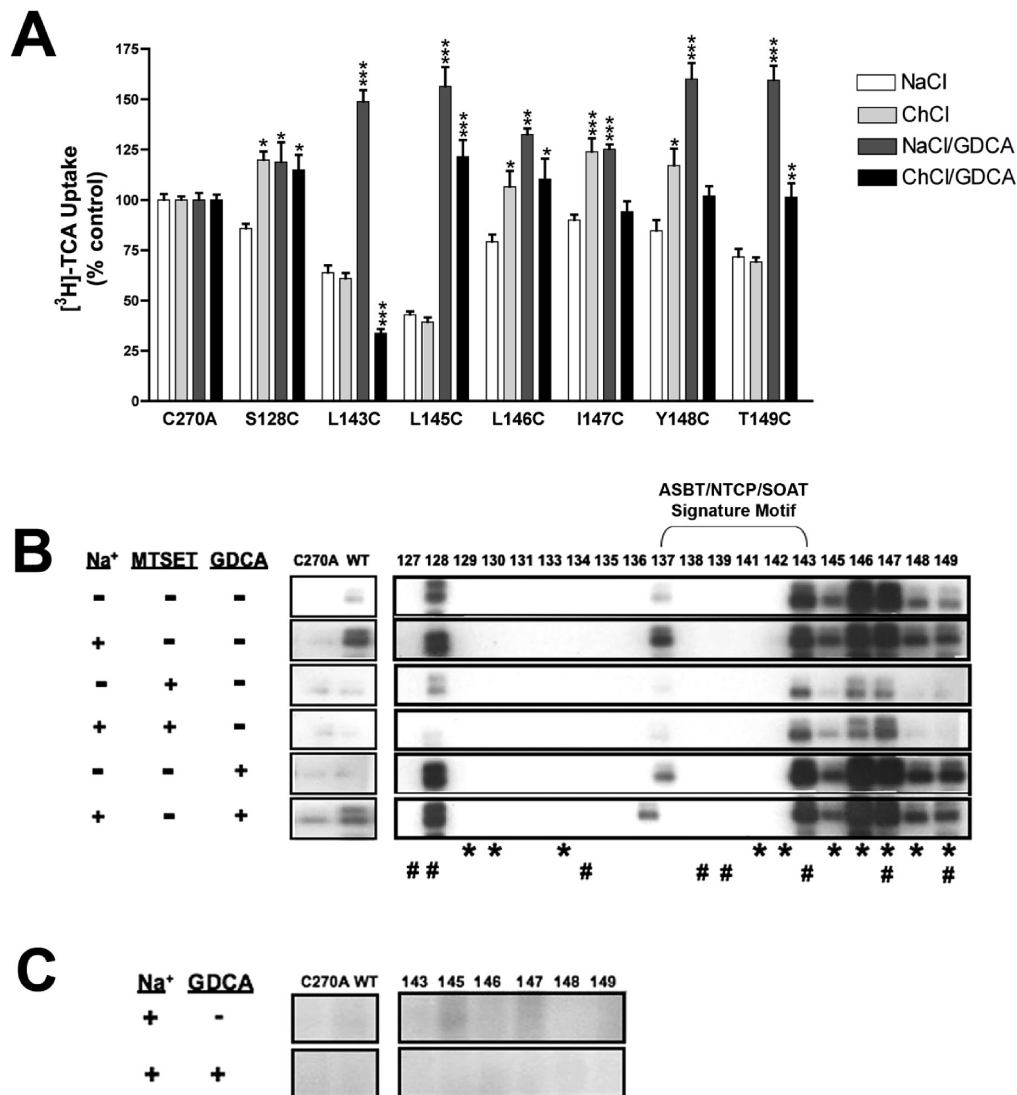 A
[³H]-TCA Uptake
(% control)
175
150
125
100
75
50
25
0
* * *
*** ***
*** ***
* ** *
*** ***
* ***
*** **
C270A S128C L143C L145C L146C I147C Y148C T149C
NaCl
ChCl
NaCl/GDCA
ChCl/GDCA
ASBT/NTCP/SOAT
Signature Motif
B
Na⁺ MTSET GDCA
C270A WT
127 128 129 130 131 133 134 135 136 137 138 139 141 142 143 145 146 147 148 149
- - -
+ - -
- + -
+ + -
- - +
+ - +
* * * * * * * * * *
# # # # # # # #
C
Na⁺ GDCA
C270A WT
143 145 146 147 148 149
+ -
+ +